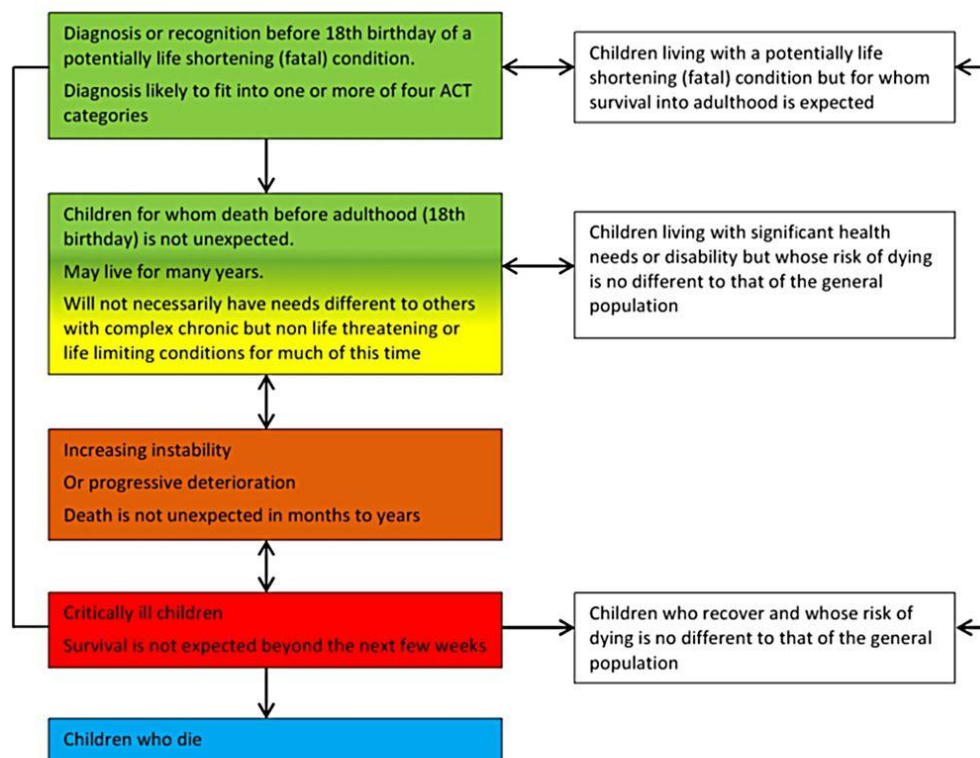 Diagnosis or recognition before 18th birthday of a
potentially life shortening (fatal) condition.
Diagnosis likely to fit into one or more of four ACT
categories
Children living with a potentially life
shortening (fatal) condition but for whom
survival into adulthood is expected
Children for whom death before adulthood (18th
birthday) is not unexpected.
May live for many years.
Will not necessarily have needs different to others
with complex chronic but non life threatening or
life limiting conditions for much of this time
Children living with significant health
needs or disability but whose risk of dying
is no different to that of the general
population
Increasing instability
Or progressive deterioration
Death is not unexpected in months to years
Critically ill children
Survival is not expected beyond the next few weeks
Children who recover and whose risk of
dying is no different to that of the general
population
Children who die